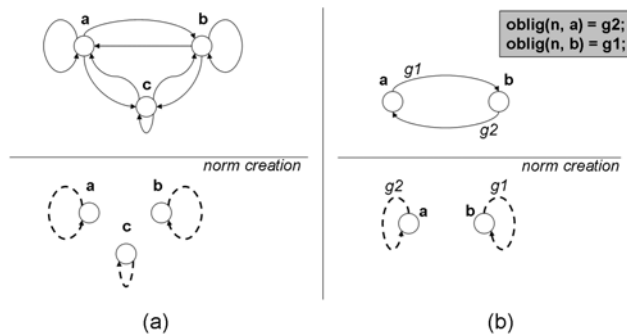 a
b
c
norm creation
a
b
c
(a)
oblig(n, a) = g2;
oblig(n, b) = g1;
a
g1
b
g2
norm creation
g2
g1
a
b
(b)